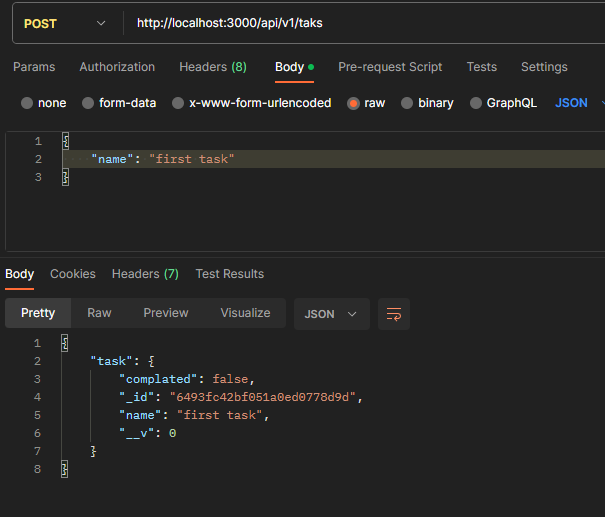 POST http://localhost:3000/api/v1/taks
Params Authorization Headers (8) Body Pre-request Script Tests Settings
none form-data x-www-form-urlencoded raw binary GraphQL JSON
1 {
2 "name": "first task"
3 }
Body Cookies Headers (7) Test Results
Pretty Raw Preview Visualize JSON
1 {
2 "task": {
3 "complated": false,
4 "_id": "6493fc42bf051a0ed0778d9d",
5 "name": "first task",
6 "__v": 0
7 }
8 }